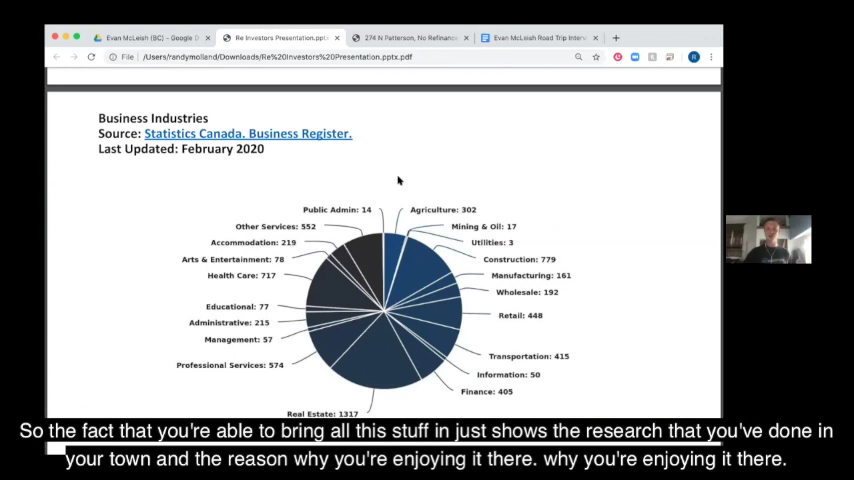 Evan McLeish (BC) – Google D
Re Investors Presentation.pptx
274 N Patterson, No Refinance
Evan McLeish Road Trip Interv
File
/Users/randymolland/Downloads/Re%20Investors%20Presentation.pptx.pdf
R
Business Industries
Source: Statistics Canada. Business Register.
Last Updated: February 2020
Public Admin: 14
Agriculture: 302
Other Services: 552
Mining & Oil: 17
Accommodation: 219
Utilities: 3
Arts & Entertainment: 78
Construction: 779
Health Care: 717
Manufacturing: 161
Wholesale: 192
Educational: 77
Retail: 448
Administrative: 215
Management: 57
Transportation: 415
Professional Services: 574
Information: 50
Finance: 405
Real Estate: 1317
So the fact that you're able to bring all this stuff in just shows the research that you've done in
your town and the reason why you're enjoying it there. why you're enjoying it there.